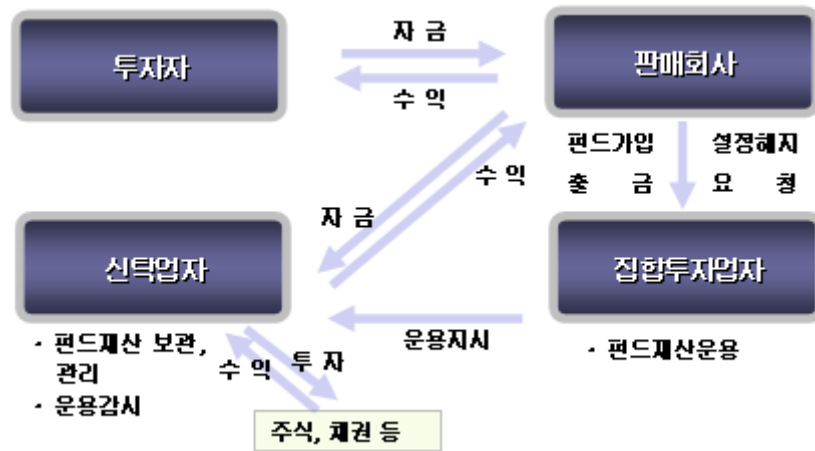 자 금
투자자
판매회사
수 익
펀드가입 설정해지
출 금 요 청
수 익
자 금
신탁업자
집합투자업자
운용지시
· 펀드재산 보관,
관리
· 운용감시
수 익
투 자
· 펀드재산운용
주식, 채권 등